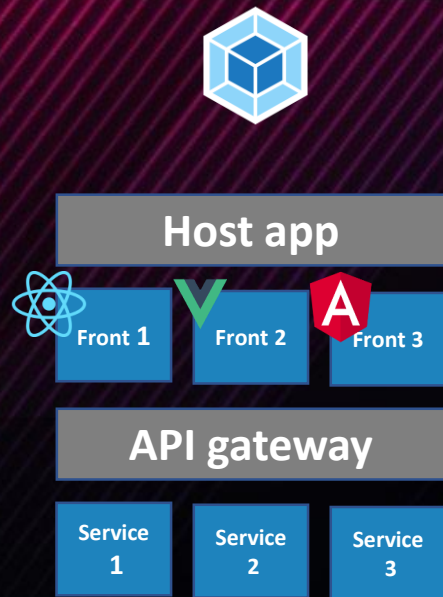 Host app
Front 1
Front 2
Front 3
API gateway
Service
1
Service
2
Service
3